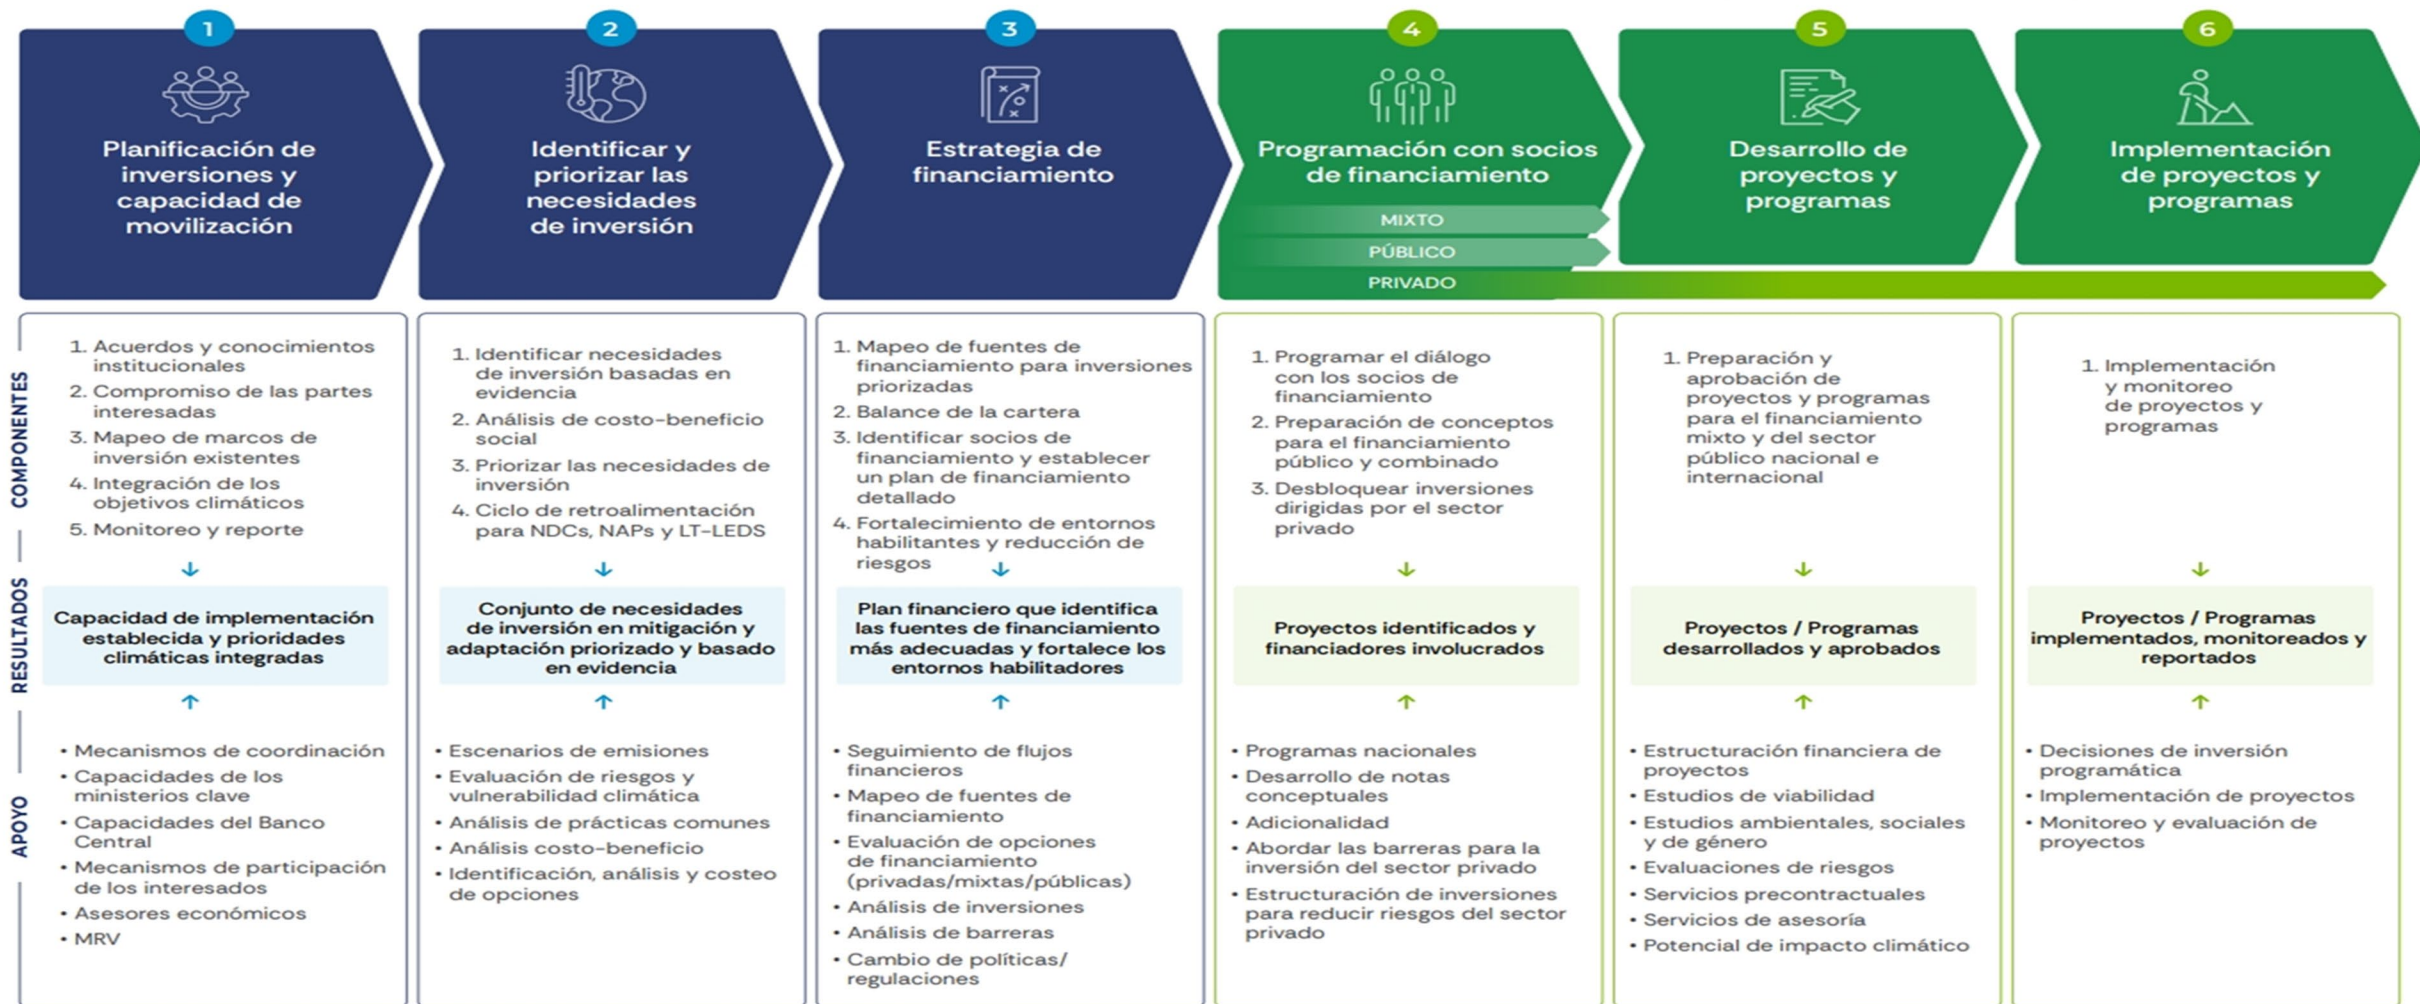 1
Planificación de
inversiones y
capacidad de
movilización
2
Identificar y
priorizar las
necesidades
de inversión
3
Estrategia de
financiamiento
4
Programación con socios
de financiamiento
MIXTO
PÚBLICO
PRIVADO
5
Desarrollo de
proyectos y
programas
6
Implementación
de proyectos y
programas
COMPONENTES
1. Acuerdos y conocimientos
institucionales
2. Compromiso de las partes
interesadas
3. Mapeo de marcos de
inversión existentes
4. Integración de los
objetivos climáticos
5. Monitoreo y reporte
1. Identificar necesidades
de inversión basadas en
evidencia
2. Análisis de costo-beneficio
social
3. Priorizar las necesidades de
inversión
4. Ciclo de retroalimentación
para NDCs, NAPs y LT-LEDS
1. Mapeo de fuentes de
financiamiento para inversiones
priorizadas
2. Balance de la cartera
3. Identificar socios de
financiamiento y establecer
un plan de financiamiento
detallado
4. Fortalecimiento de entornos
habilitantes y reducción de
riesgos
1. Programar el diálogo
con los socios de
financiamiento
2. Preparación de conceptos
para el financiamiento
público y combinado
3. Desbloquear inversiones
dirigidas por el sector
privado
1. Preparación y
aprobación de
proyectos y programas
para el financiamiento
mixto y del sector
público nacional e
internacional
1. Implementación
y monitoreo
de proyectos y
programas
RESULTADOS
Capacidad de implementación
establecida y prioridades
climáticas integradas
Conjunto de necesidades
de inversión en mitigación y
adaptación priorizado y basado
en evidencia
Plan financiero que identifica
las fuentes de financiamiento
más adecuadas y fortalece los
entornos habilitadores
Proyectos identificados y
financiadores involucrados
Proyectos / Programas
desarrollados y aprobados
Proyectos / Programas
implementados, monitoreados y
reportados
APOYO
• Mecanismos de coordinación
• Capacidades de los
ministerios clave
• Capacidades del Banco
Central
• Mecanismos de participación
de los interesados
• Asesores económicos
• MRV
• Escenarios de emisiones
• Evaluación de riesgos y
vulnerabilidad climática
• Análisis de prácticas comunes
• Análisis costo-beneficio
• Identificación, análisis y costeo
de opciones
• Seguimiento de flujos
financieros
• Mapeo de fuentes de
financiamiento
• Evaluación de opciones
de financiamiento
(privadas/mixtas/públicas)
• Análisis de inversiones
• Análisis de barreras
• Cambio de políticas/
regulaciones
• Programas nacionales
• Desarrollo de notas
conceptuales
• Adicionalidad
• Abordar las barreras para la
inversión del sector privado
• Estructuración de inversiones
para reducir riesgos del sector
privado
• Estructuración financiera de
proyectos
• Estudios de viabilidad
• Estudios ambientales, sociales
y de género
• Evaluaciones de riesgos
• Servicios precontractuales
• Servicios de asesoría
• Potencial de impacto climático
• Decisiones de inversión
programática
• Implementación de proyectos
• Monitoreo y evaluación de
proyectos